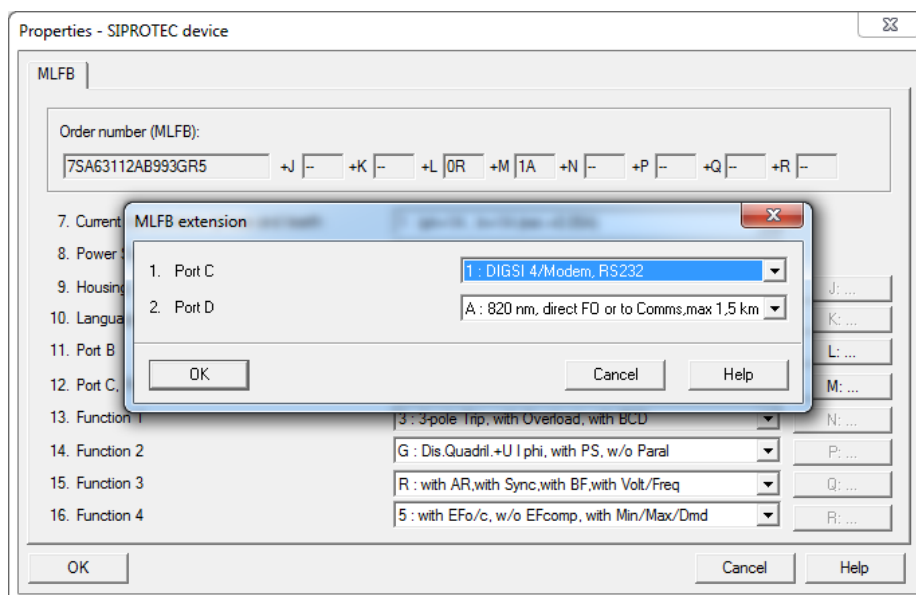 Properties - SIPROTEC device
MLFB
Order number (MLFB):
7SA63112AB993GR5 +J -- +K -- +L 0R +M 1A +N -- +P -- +Q -- +R --
7. Current
8. Power
9. Housing J: ...
10. Langua K: ...
11. Port B L: ...
12. Port C, M: ...
MLFB extension
1. Port C 1 : DIGSI 4/Modem, RS232
2. Port D A : 820 nm, direct FO or to Comms,max 1,5 km
OK Cancel Help
13. Function 1 3 : 3-pole Trip, with Overload, with BCD N: ...
14. Function 2 G : Dis.Quadril.+U I phi, with PS, w/o Paral P: ...
15. Function 3 R : with AR,with Sync,with BF,with Volt/Freq Q: ...
16. Function 4 5 : with EFo/c, w/o EFcomp, with Min/Max/Dmd R: ...
OK Cancel Help